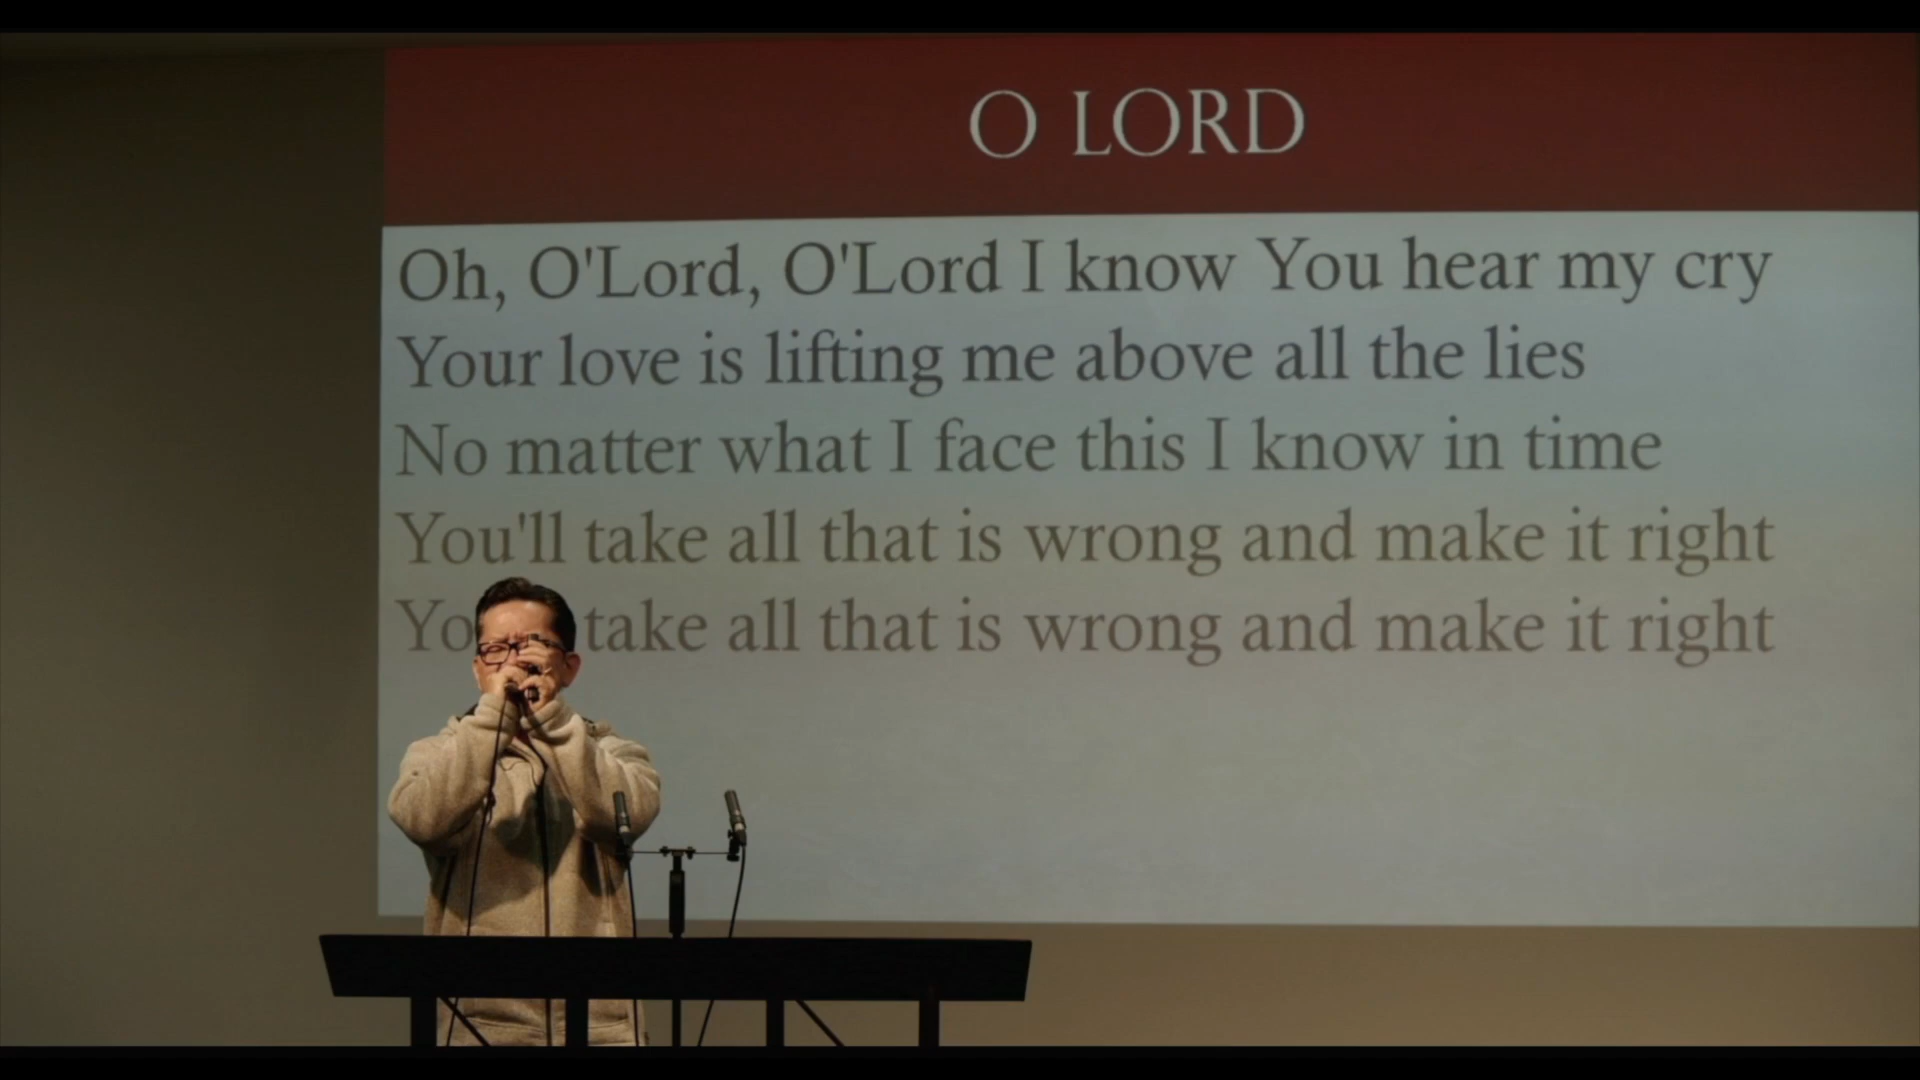 O LORD
Oh, O'Lord, O'Lord I know You hear my cry
Your love is lifting me above all the lies
No matter what I face this I know in time
You'll take all that is wrong and make it right
take all that is wrong and make it right